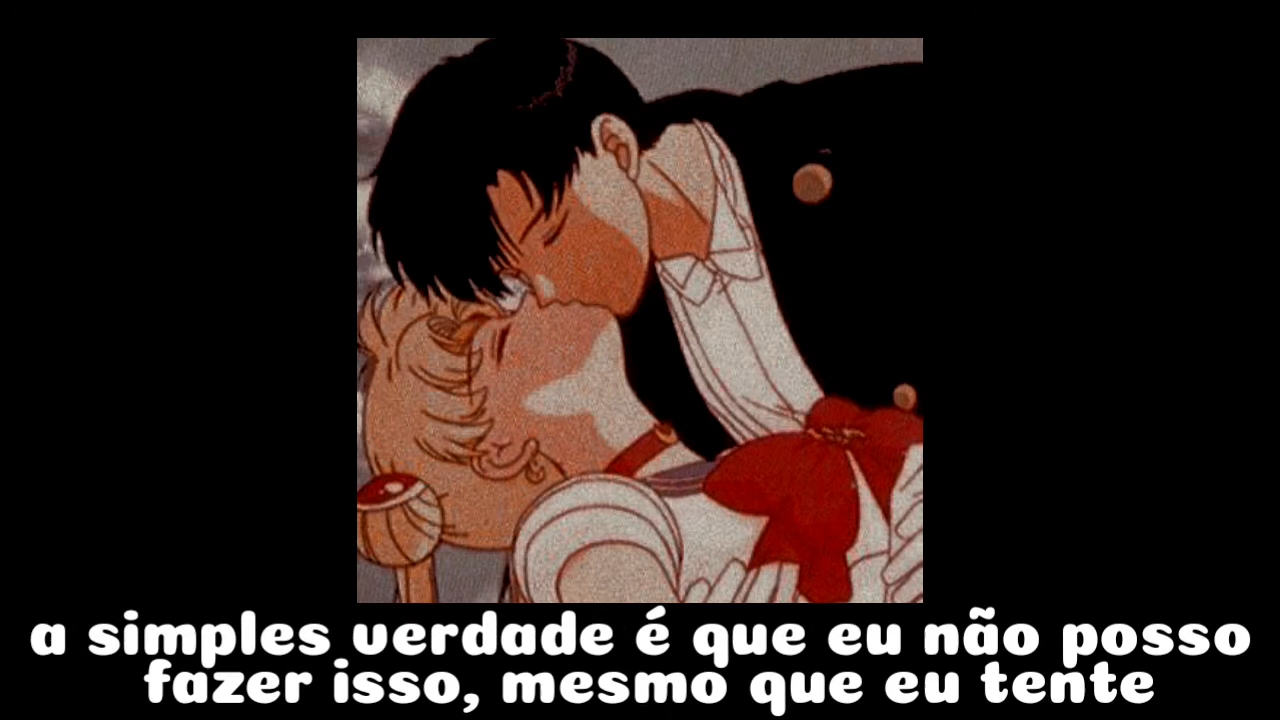 a simples verdade é que eu não posso
fazer isso, mesmo que eu tente